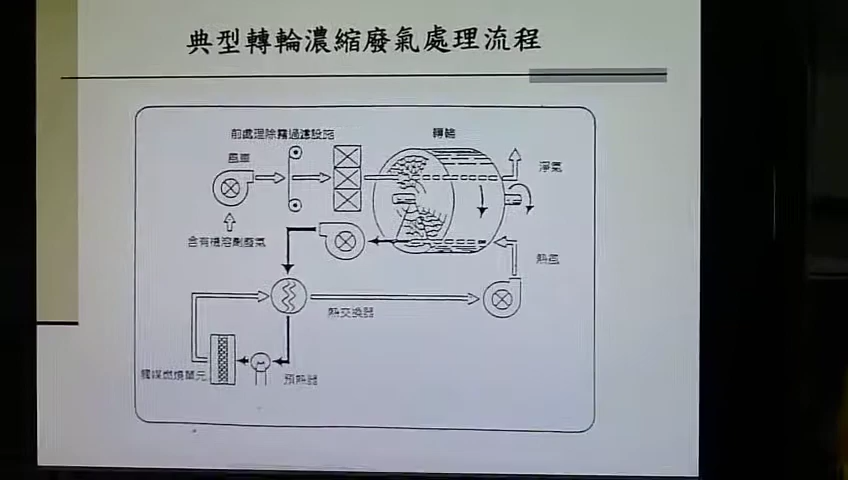 典型轉輪濃縮廢氣處理流程
前處理除霧過濾設施
轉輪
風車
淨氣
含有機溶劑廢氣
熱風
熱交換器
觸媒燃燒單元
預熱器